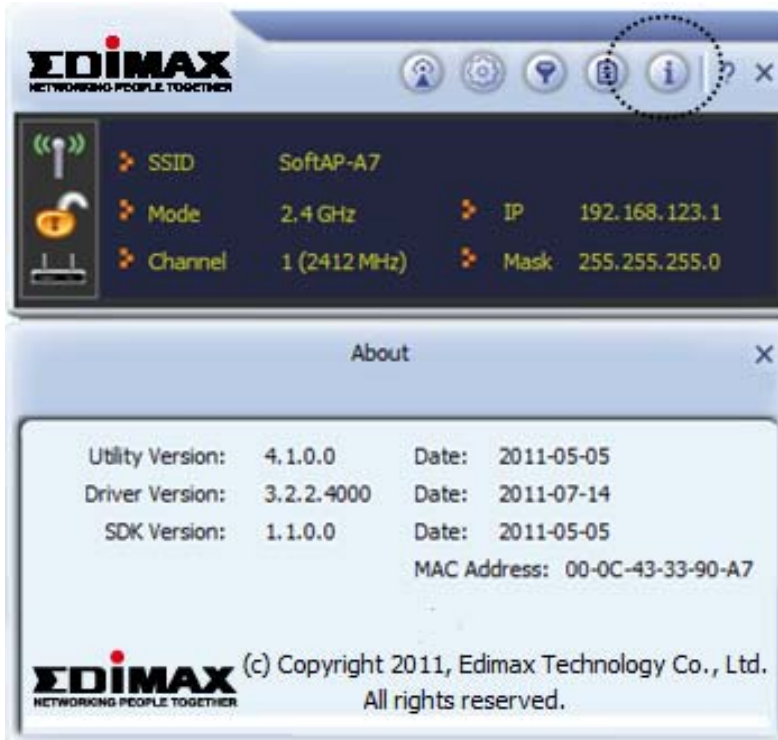 EDIMAX
NETWORKING PEOPLE TOGETHER
i ? ×
SSID SoftAP-A7
Mode 2.4 GHz IP 192.168.123.1
Channel 1 (2412 MHz) Mask 255.255.255.0
About ×
Utility Version: 4.1.0.0 Date: 2011-05-05
Driver Version: 3.2.2.4000 Date: 2011-07-14
SDK Version: 1.1.0.0 Date: 2011-05-05
MAC Address: 00-0C-43-33-90-A7
EDIMAX
NETWORKING PEOPLE TOGETHER
(c) Copyright 2011, Edimax Technology Co., Ltd.
All rights reserved.